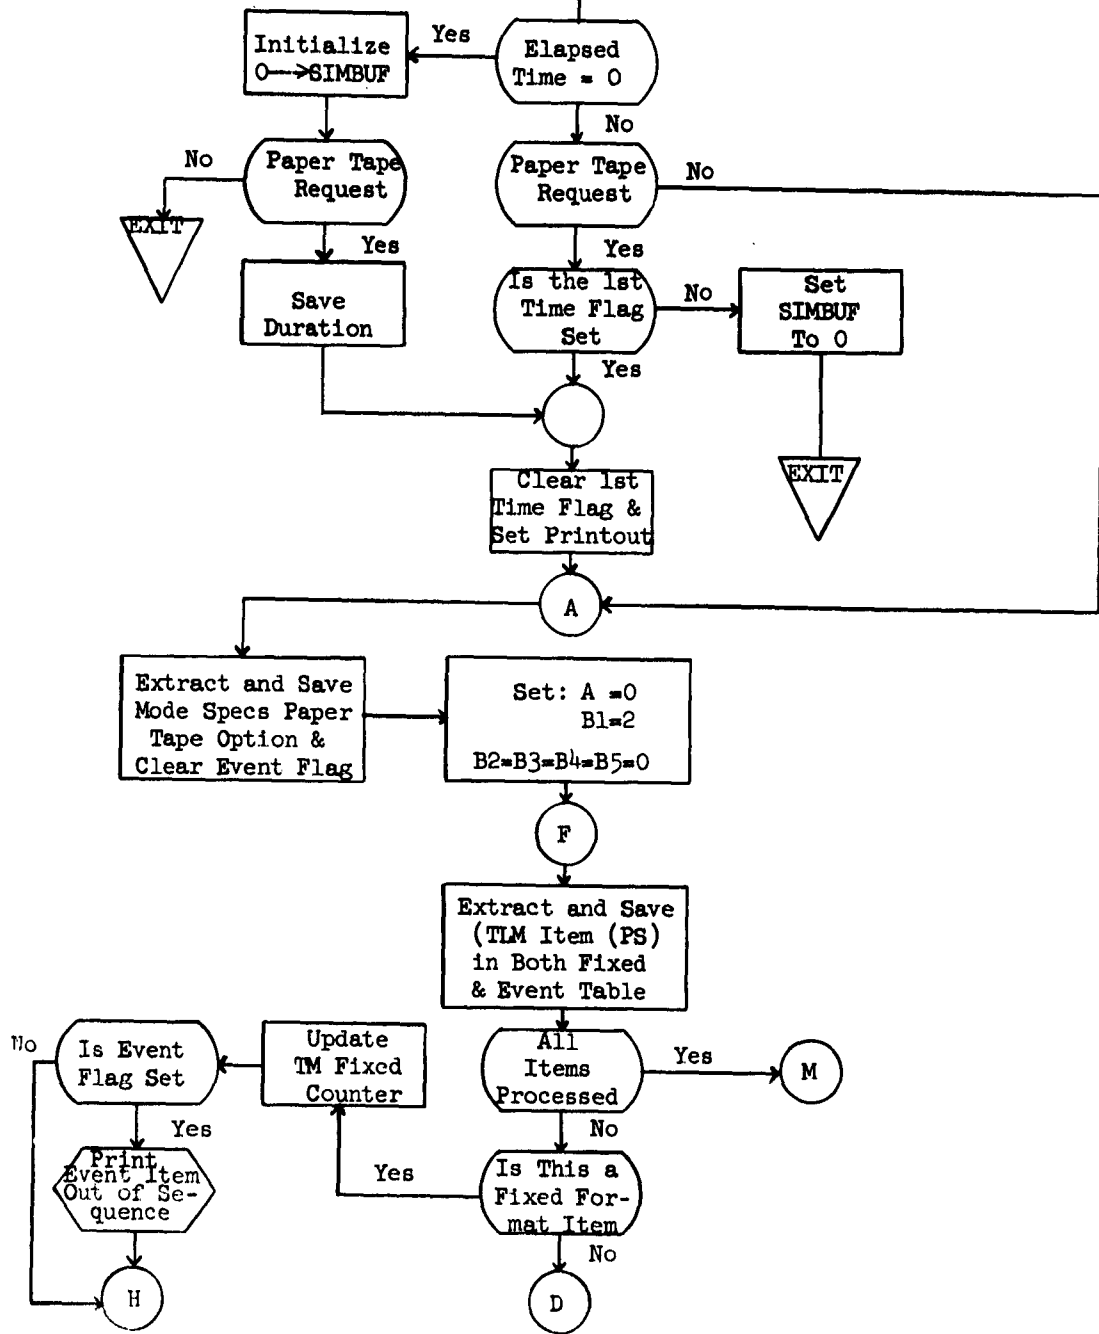 Initialize
0--->SIMBUF
Yes
Elapsed
Time = 0
No
No
Paper Tape
Request
Paper Tape
Request
No
EXIT
Yes
Yes
Save
Duration
Is the 1st
Time Flag
Set
No
Set
SIMBUF
To 0
Yes
EXIT
Clear 1st
Time Flag &
Set Printout
A
Extract and Save
Mode Specs Paper
Tape Option &
Clear Event Flag
Set: A =0
B1=2
B2=B3=B4=B5=0
F
Extract and Save
(TLM Item (PS)
in Both Fixed
& Event Table
No
Is Event
Flag Set
Update
TM Fixed
Counter
All
Items
Processed
Yes
M
Yes
No
Print
Event Item
Out of Se-
quence
Yes
Is This a
Fixed For-
mat Item
No
H
D